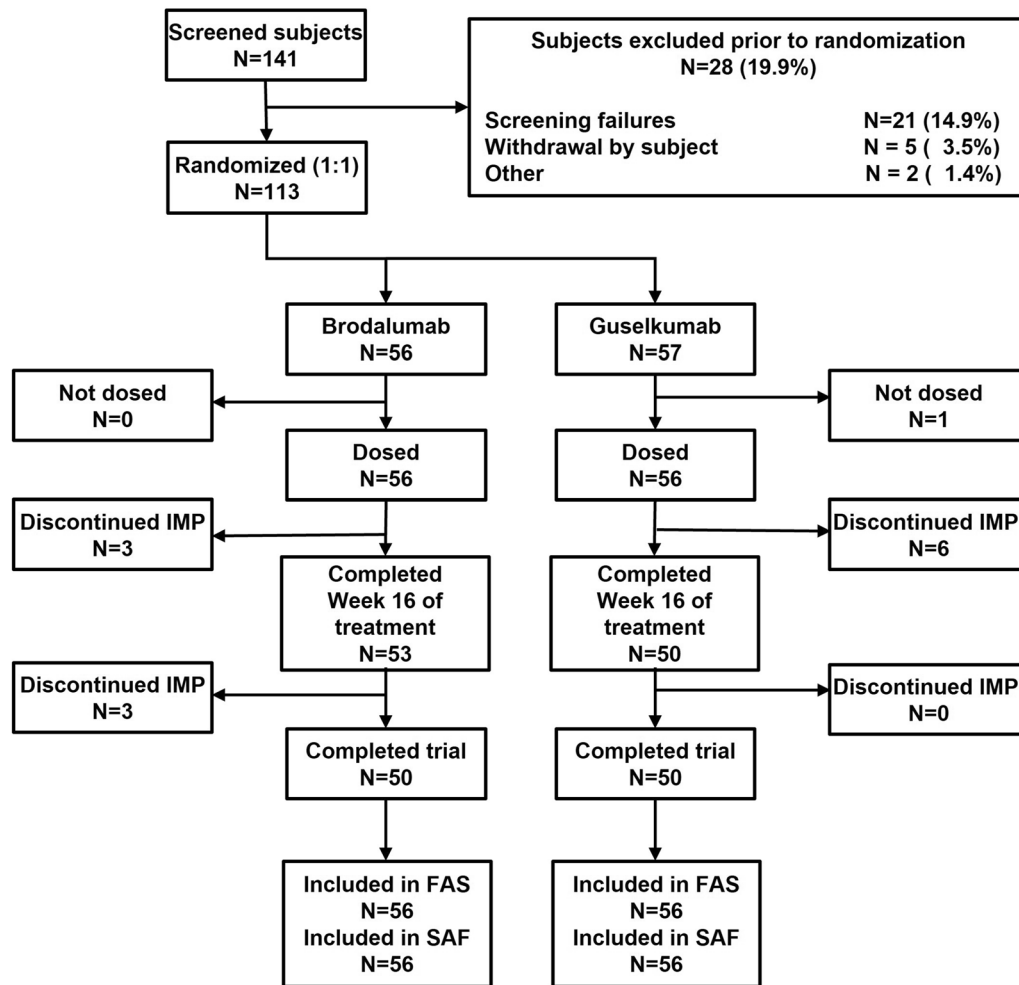 Screened subjects
N=141
Subjects excluded prior to randomization
N=28 (19.9%)
Screening failures N=21 (14.9%)
Withdrawal by subject N = 5 ( 3.5%)
Other N = 2 ( 1.4%)
Randomized (1:1)
N=113
Brodalumab
N=56
Guselkumab
N=57
Not dosed
N=0
Not dosed
N=1
Dosed
N=56
Dosed
N=56
Discontinued IMP
N=3
Discontinued IMP
N=6
Completed
Week 16 of
treatment
N=53
Completed
Week 16 of
treatment
N=50
Discontinued IMP
N=3
Discontinued IMP
N=0
Completed trial
N=50
Completed trial
N=50
Included in FAS
N=56
Included in SAF
N=56
Included in FAS
N=56
Included in SAF
N=56